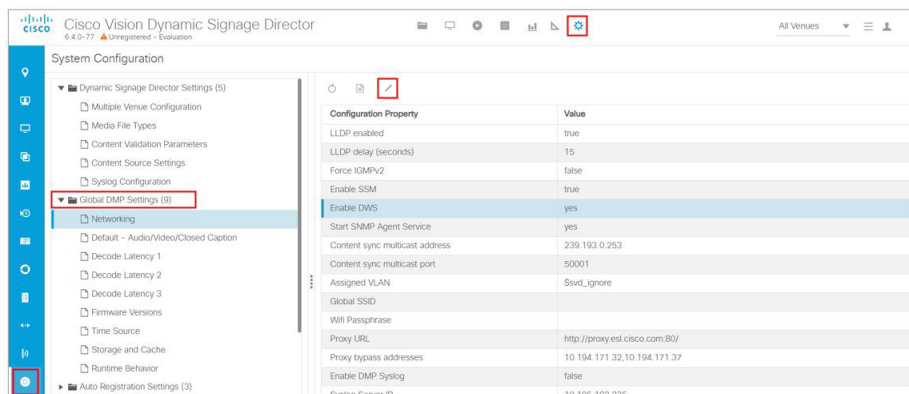 CISCO
Cisco Vision Dynamic Signage Director
6.4.0-77 Unregistered - Evaluation
All Venues
System Configuration
Dynamic Signage Director Settings (5)
Multiple Venue Configuration
Media File Types
Content Validation Parameters
Content Source Settings
Syslog Configuration
Global DMP Settings (9)
Networking
Default - Audio/Video/Closed Caption
Decode Latency 1
Decode Latency 2
Decode Latency 3
Firmware Versions
Time Source
Storage and Cache
Runtime Behavior
Auto Registration Settings (3)
Configuration Property Value
LLDP enabled true
LLDP delay (seconds) 15
Force IGMPv2 false
Enable SSM true
Enable DWS yes
Start SNMP Agent Service yes
Content sync multicast address 239.193.0.253
Content sync multicast port 50001
Assigned VLAN $svd_ignore
Global SSID
Wifi Passphrase
Proxy URL http://proxy.esl.cisco.com:80/
Proxy bypass addresses 10.194.171.32,10.194.171.37
Enable DMP Syslog false
Syslog Server IP